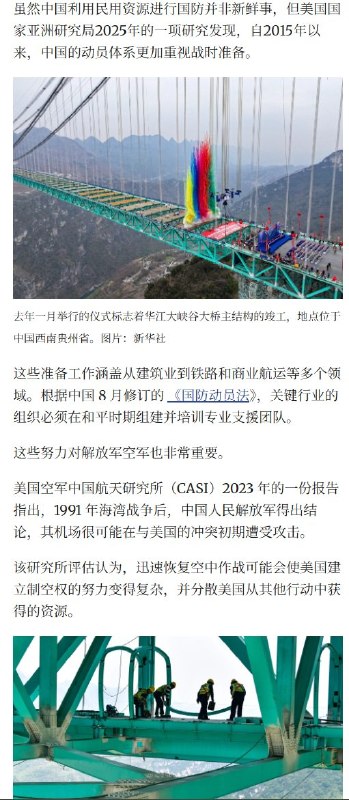 虽然中国利用民用资源进行国防并非新鲜事，但美国国
家亚洲研究局2025年的一项研究发现，自2015年以
来，中国的动员体系更加重视战时准备。
去年一月举行的仪式标志着华江大峡谷大桥主结构的竣工，地点位于
中国西南贵州省。图片：新华社
这些准备工作涵盖从建筑业到铁路和商业航运等多个领
域。根据中国 8 月修订的《国防动员法》，关键行业的
组织必须在和平时期组建并培训专业支援团队。
这些努力对解放军空军也非常重要。
美国空军中国航天研究所（CASI）2023 年的一份报告
指出，1991 年海湾战争后，中国人民解放军得出结
论，其机场很可能在与美国的冲突初期遭受攻击。
该研究所评估认为，迅速恢复空中作战可能会使美国建
立制空权的努力变得复杂，并分散美国从其他行动中获
得的资源。